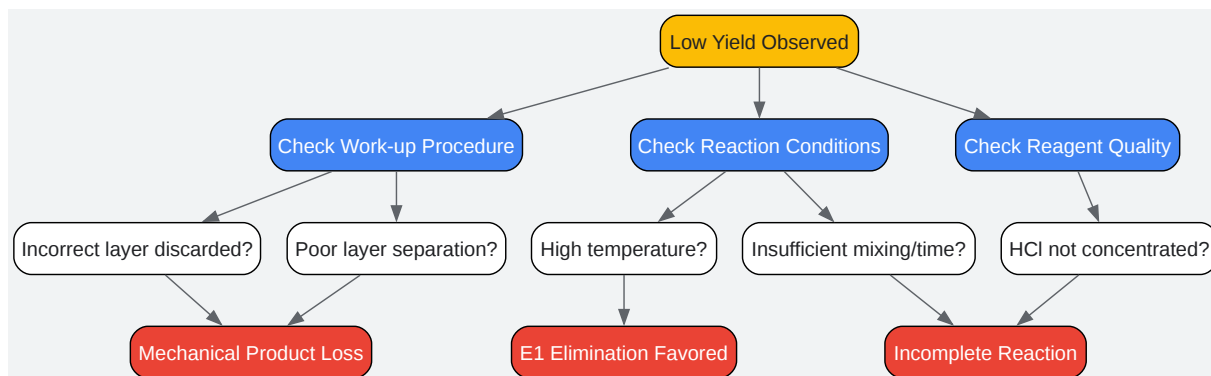 Low Yield Observed
Check Work-up Procedure
Check Reaction Conditions
Check Reagent Quality
Incorrect layer discarded?
Poor layer separation?
High temperature?
Insufficient mixing/time?
HCl not concentrated?
Mechanical Product Loss
E1 Elimination Favored
Incomplete Reaction